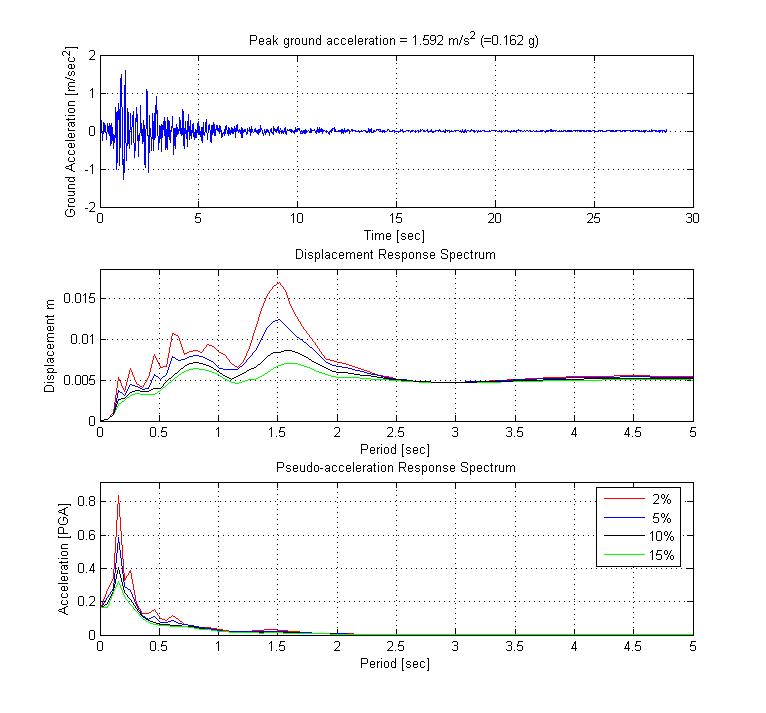 Peak ground acceleration = 1.592 m/s² (=0.162 g)
Ground Acceleration [m/sec²]
2
1
0
-1
-2
0 5 10 15 20 25 30
Time [sec]
Displacement Response Spectrum
Displacement m
0.015
0.01
0.005
0
0 0.5 1 1.5 2 2.5 3 3.5 4 4.5 5
Period [sec]
Pseudo-acceleration Response Spectrum
Acceleration [PGA]
0.8
0.6
0.4
0.2
0
2%
5%
10%
15%
0 0.5 1 1.5 2 2.5 3 3.5 4 4.5 5
Period [sec]